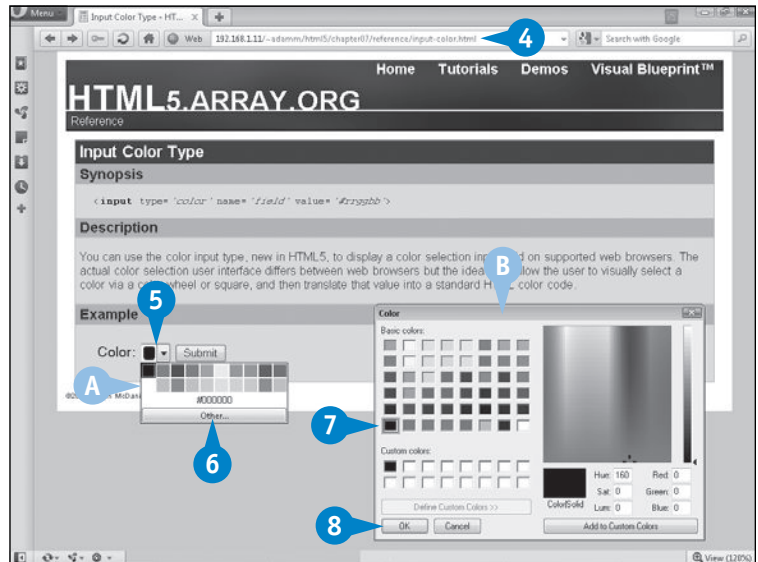 Menu
Input Color Type - HT...
Web 192.168.1.11/~sdamm/html5/chapter07/reference/input-color.html
Search with Google
4
Home Tutorials Demos Visual Blueprint™
HTML5.ARRAY.ORG
Reference
Input Color Type
Synopsis
<input type='color' name='field' value='#rrggbb'>
Description
You can use the color input type, new in HTML5, to display a color selection on supported web browsers. The
actual color selection user interface differs between web browsers but the low the user to visually select a
color via a wheel or square, and then translate that value into a standard color code.
B
5
Example
Color: Submit
A
#000000
Other...
6
Color
Basic colors:
7
Custom colors:
Define Custom Colors >>
8
OK Cancel
Color|Solid
Hue: 160 Red: 0
Sat: 0 Green: 0
Lum: 0 Blue: 0
Add to Custom Colors
View (120%)